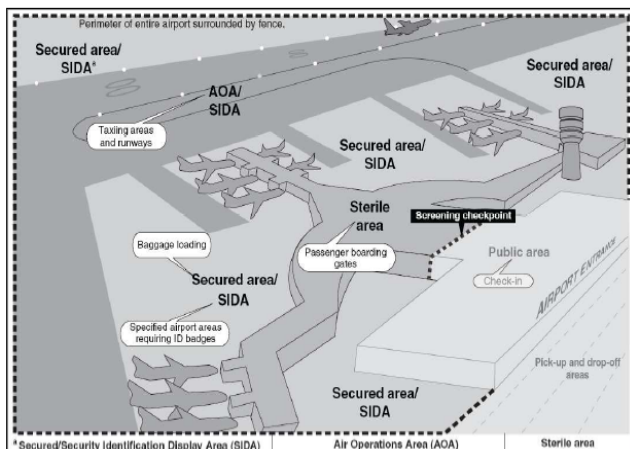 Perimeter of entire airport surrounded by fence.
Secured area/
SIDAª
Secured area/
SIDA
AOA/
SIDA
Taxiing areas
and runways
Secured area/
SIDA
Sterile
area
Screening checkpoint
Passenger boarding
gates
Public area
Check-in
AIRPORT ENTRANCE
Baggage loading
Secured area/
SIDA
Specified airport areas
requiring ID badges
Pick-up and drop-off
areas
Secured area/
SIDA
ª Secured/Security Identification Display Area (SIDA)
Air Operations Area (AOA)
Sterile area